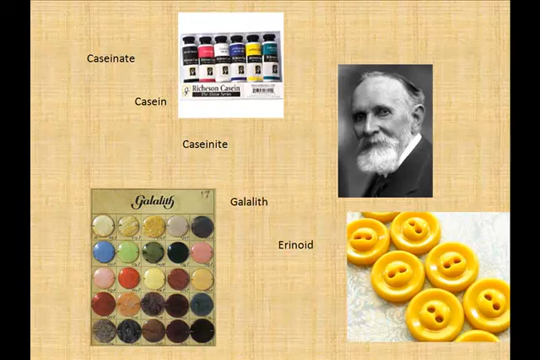 Caseinate
Casein
Richeson Casein
Caseinite
Galalith
Galalith
Erinoid